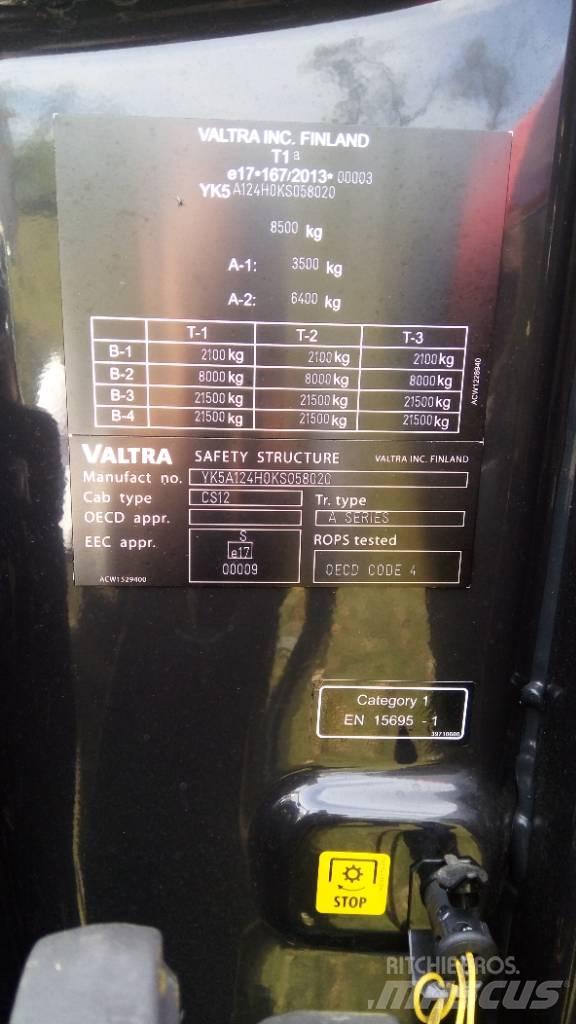 VALTRA INC. FINLAND
T1a
e17*167/2013* 00003
YK5A124H0KS058020
8500 kg
A-1: 3500 kg
A-2: 6400 kg
T-1 T-2 T-3
B-1 2100 kg 2100 kg 2100 kg
B-2 8000 kg 8000 kg 8000 kg
B-3 21500 kg 21500 kg 21500 kg
B-4 21500 kg 21500 kg 21500 kg
ACW1228940
VALTRA SAFETY STRUCTURE VALTRA INC. FINLAND
Manufact no. YK5A124H0KS058020
Cab type CS12 Tr. type
OECD appr. A SERIES
EEC appr. S ROPS tested
e17
00009 OECD CODE 4
ACW1529400
Category 1
EN 15695 - 1
STOP
RITCHIE BROS.
Mascus